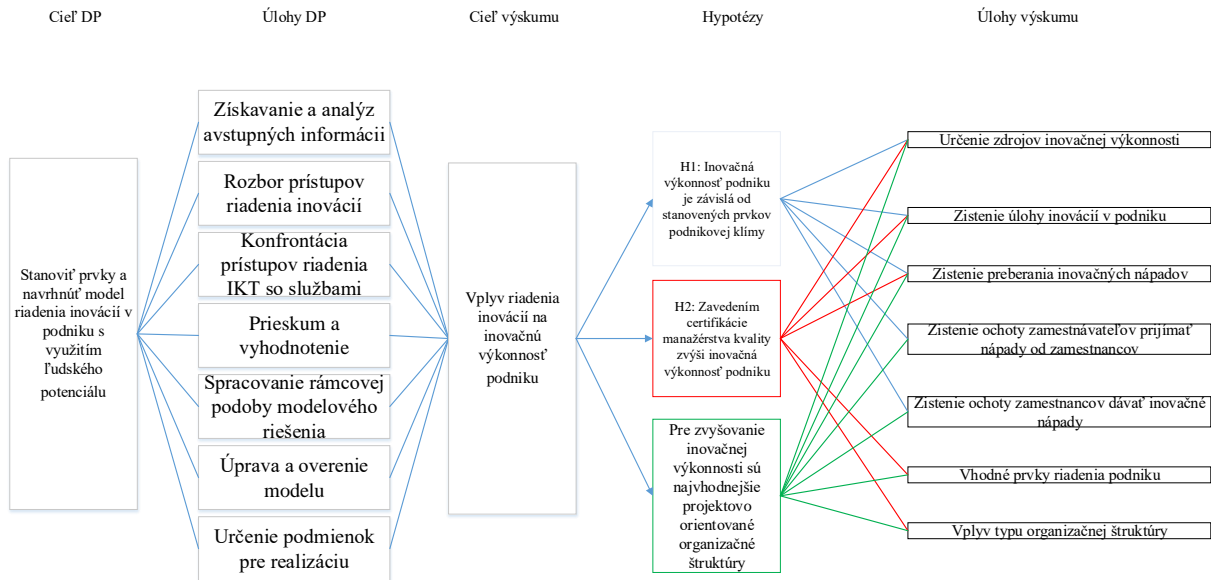 Cieľ DP
Úlohy DP
Cieľ výskumu
Hypotézy
Úlohy výskumu
Stanoviť prvky a
navrhnúť model
riadenia inovácií v
podniku s
využitím
ľudského
potenciálu
Získavanie a analýz
avstupných informácii
Rozbor prístupov
riadenia inovácií
Konfrontácia
prístupov riadenia
IKT so službami
Prieskum a
vyhodnotenie
Spracovanie rámcovej
podoby modelového
riešenia
Úprava a overenie
modelu
Určenie podmienok
pre realizáciu
Vplyv riadenia
inovácií na
inovačnú
výkonnosť
podniku
H1: Inovačná
výkonnosť podniku
je závislá od
stanovených prvkov
podnikovej klímy
H2: Zavedením
certifikácie
manažérstva kvality
zvýši inovačná
výkonnosť podniku
Pre zvyšovanie
inovačnej
výkonnosti sú
najvhodnejšie
projektovo
orientované
organizačné
štruktúry
Určenie zdrojov inovačnej výkonnosti
Zistenie úlohy inovácií v podniku
Zistenie preberania inovačných nápadov
Zistenie ochoty zamestnávateľov prijímať
nápady od zamestnancov
Zistenie ochoty zamestnancov dávať inovačné
nápady
Vhodné prvky riadenia podniku
Vplyv typu organizačnej štruktúry